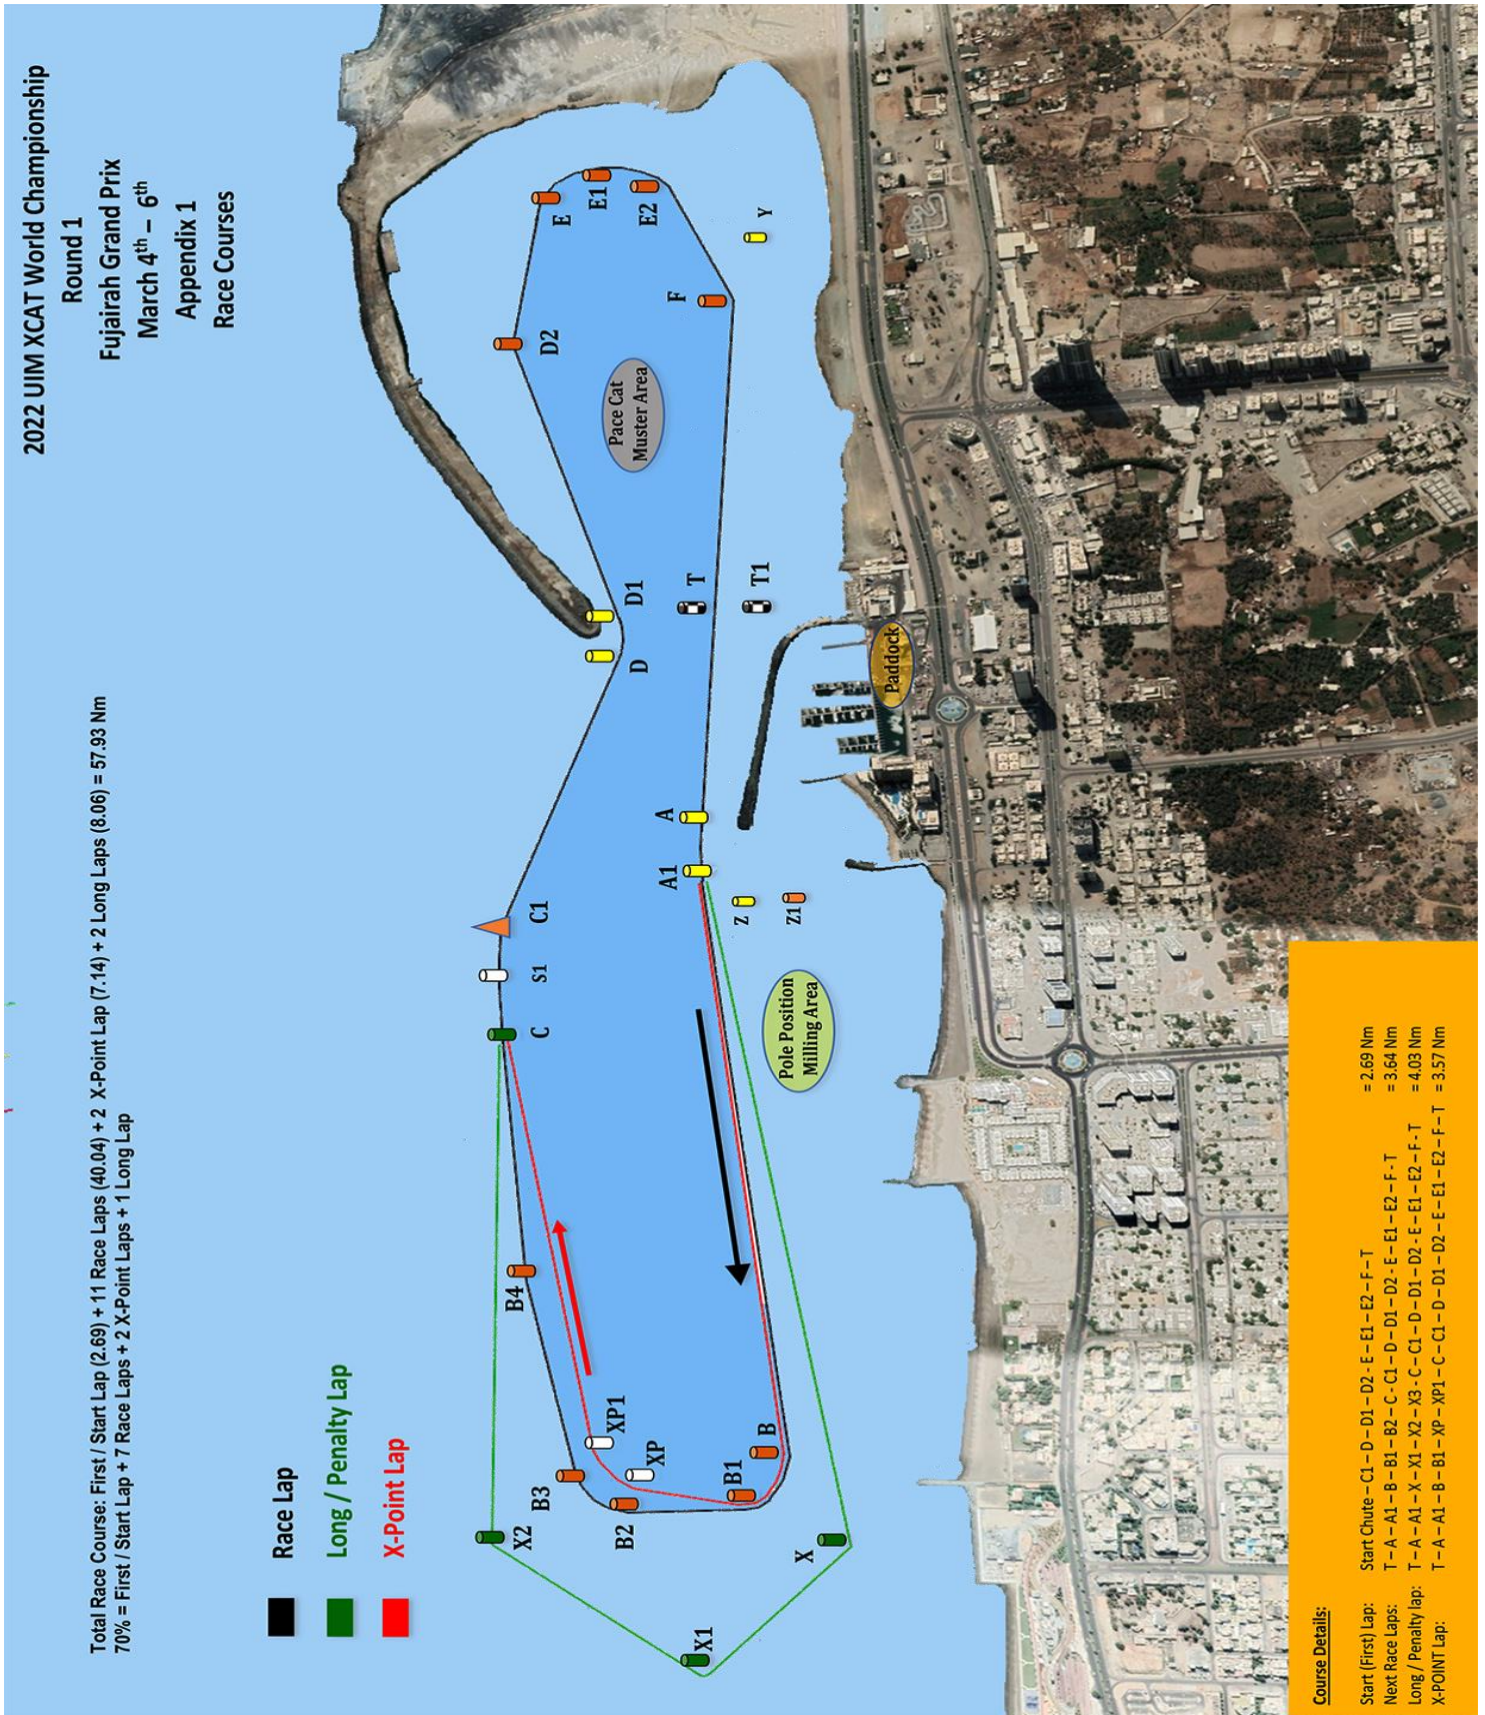 2022 UIM XCAT World Championship
Round 1
Fujairah Grand Prix
March 4th – 6th
Appendix 1
Race Courses
Total Race Course: First / Start Lap (2.69) + 11 Race Laps (40.04) + 2 X-Point Lap (7.14) + 2 Long Laps (8.06) = 57.93 Nm
70% = First / Start Lap + 7 Race Laps + 2 X-Point Laps + 1 Long Lap
Race Lap
Long / Penalty Lap
X-Point Lap
X2
X1
X
B3
B2
B1
B
XP1
XP
B4
C
S1
C1
A1
A
Z
Z1
D
D1
T
T1
D2
E
E1
E2
F
Y
Pace Cat
Muster Area
Pole Position
Milling Area
Paddock
Course Details:
Start (First) Lap: Start Chute – C1 – D – D1 – D2 - E – E1 – E2 – F – T = 2.69 Nm
Next Race Laps: T – A – A1 – B – B1 – B2 – C - C1 – D – D1 – D2 - E – E1 – E2 – F - T = 3.64 Nm
Long / Penalty lap: T – A – A1 – X – X1 – X2 – X3 - C – C1 – D – D1 – D2 - E – E1 – E2 – F - T = 4.03 Nm
X-POINT Lap: T – A – A1 – B – B1 – XP – XP1 – C – C1 – D – D1 – D2 – E – E1 – E2 – F – T = 3.57 Nm